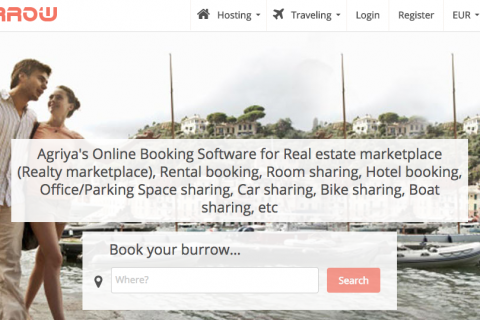 Hosting Traveling Login Register EUR
Agriya's Online Booking Software for Real estate marketplace
(Realty marketplace), Rental booking, Room sharing, Hotel booking,
Office/Parking Space sharing, Car sharing, Bike sharing, Boat
sharing, etc
Book your burrow...
Where? Search